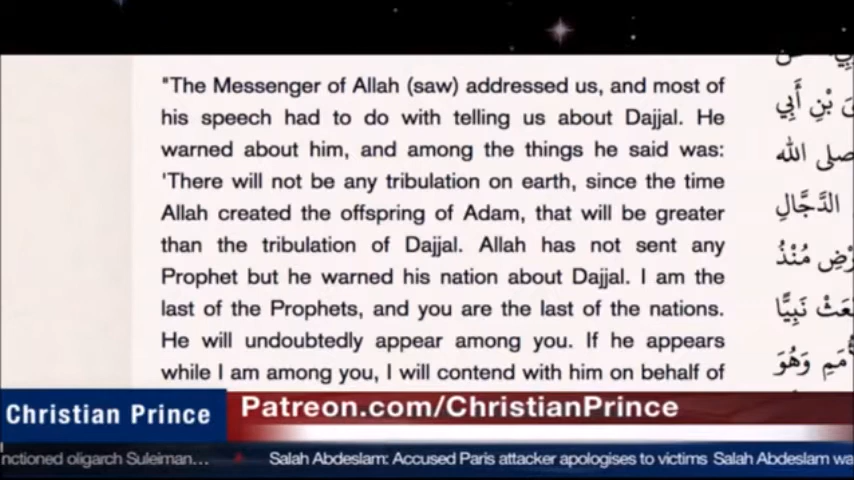 "The Messenger of Allah (saw) addressed us, and most of
his speech had to do with telling us about Dajjal. He
warned about him, and among the things he said was:
'There will not be any tribulation on earth, since the time
Allah created the offspring of Adam, that will be greater
than the tribulation of Dajjal. Allah has not sent any
Prophet but he warned his nation about Dajjal. I am the
last of the Prophets, and you are the last of the nations.
He will undoubtedly appear among you. If he appears
while I am among you, I will contend with him on behalf of
بْنِ أَبِي
صلى الله
الدَّجَّالِ
مُنْذُ
نَبِيًّا
وَهُوَ
Christian Prince
Patreon.com/ChristianPrince
nctioned oligarch Suleiman... Salah Abdeslam: Accused Paris attacker apologises to victims Salah Abdeslam wa